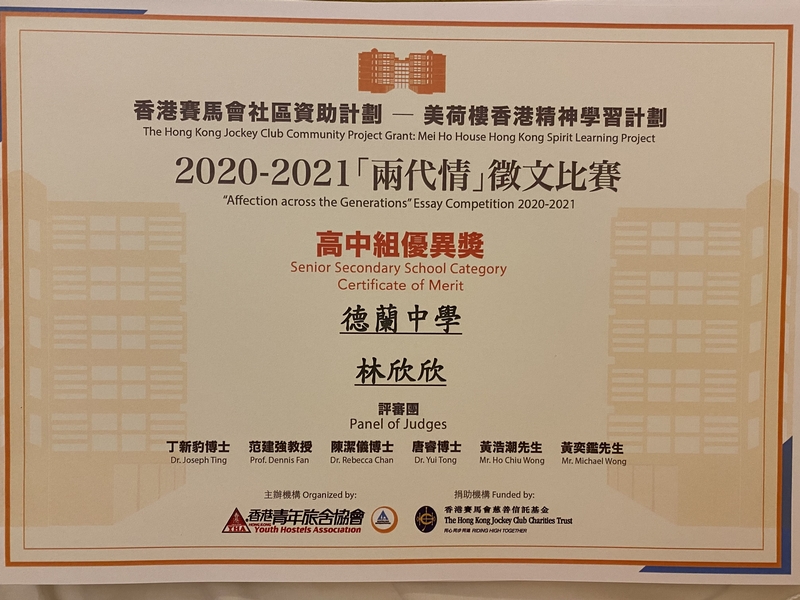 香港賽馬會社區資助計劃 — 美荷樓香港精神學習計劃
The Hong Kong Jockey Club Community Project Grant: Mei Ho House Hong Kong Spirit Learning Project
2020-2021「兩代情」徵文比賽
"Affection across the Generations" Essay Competition 2020-2021
高中組優異獎
Senior Secondary School Category
Certificate of Merit
德蘭中學
林欣欣
評審團
Panel of Judges
丁新豹博士 范建強教授 陳潔儀博士 唐睿博士 黃浩潮先生 黃奕鑑先生
Dr. Joseph Ting Prof. Dennis Fan Dr. Rebecca Chan Dr. Yui Tong Mr. Ho Chiu Wong Mr. Michael Wong
主辦機構 Organized by: 捐助機構 Funded by:
YHA 香港青年旅舍協會 香港賽馬會慈善信託基金
HONG KONG Youth Hostels Association The Hong Kong Jockey Club Charities Trust
同心同步同進 RIDING HIGH TOGETHER